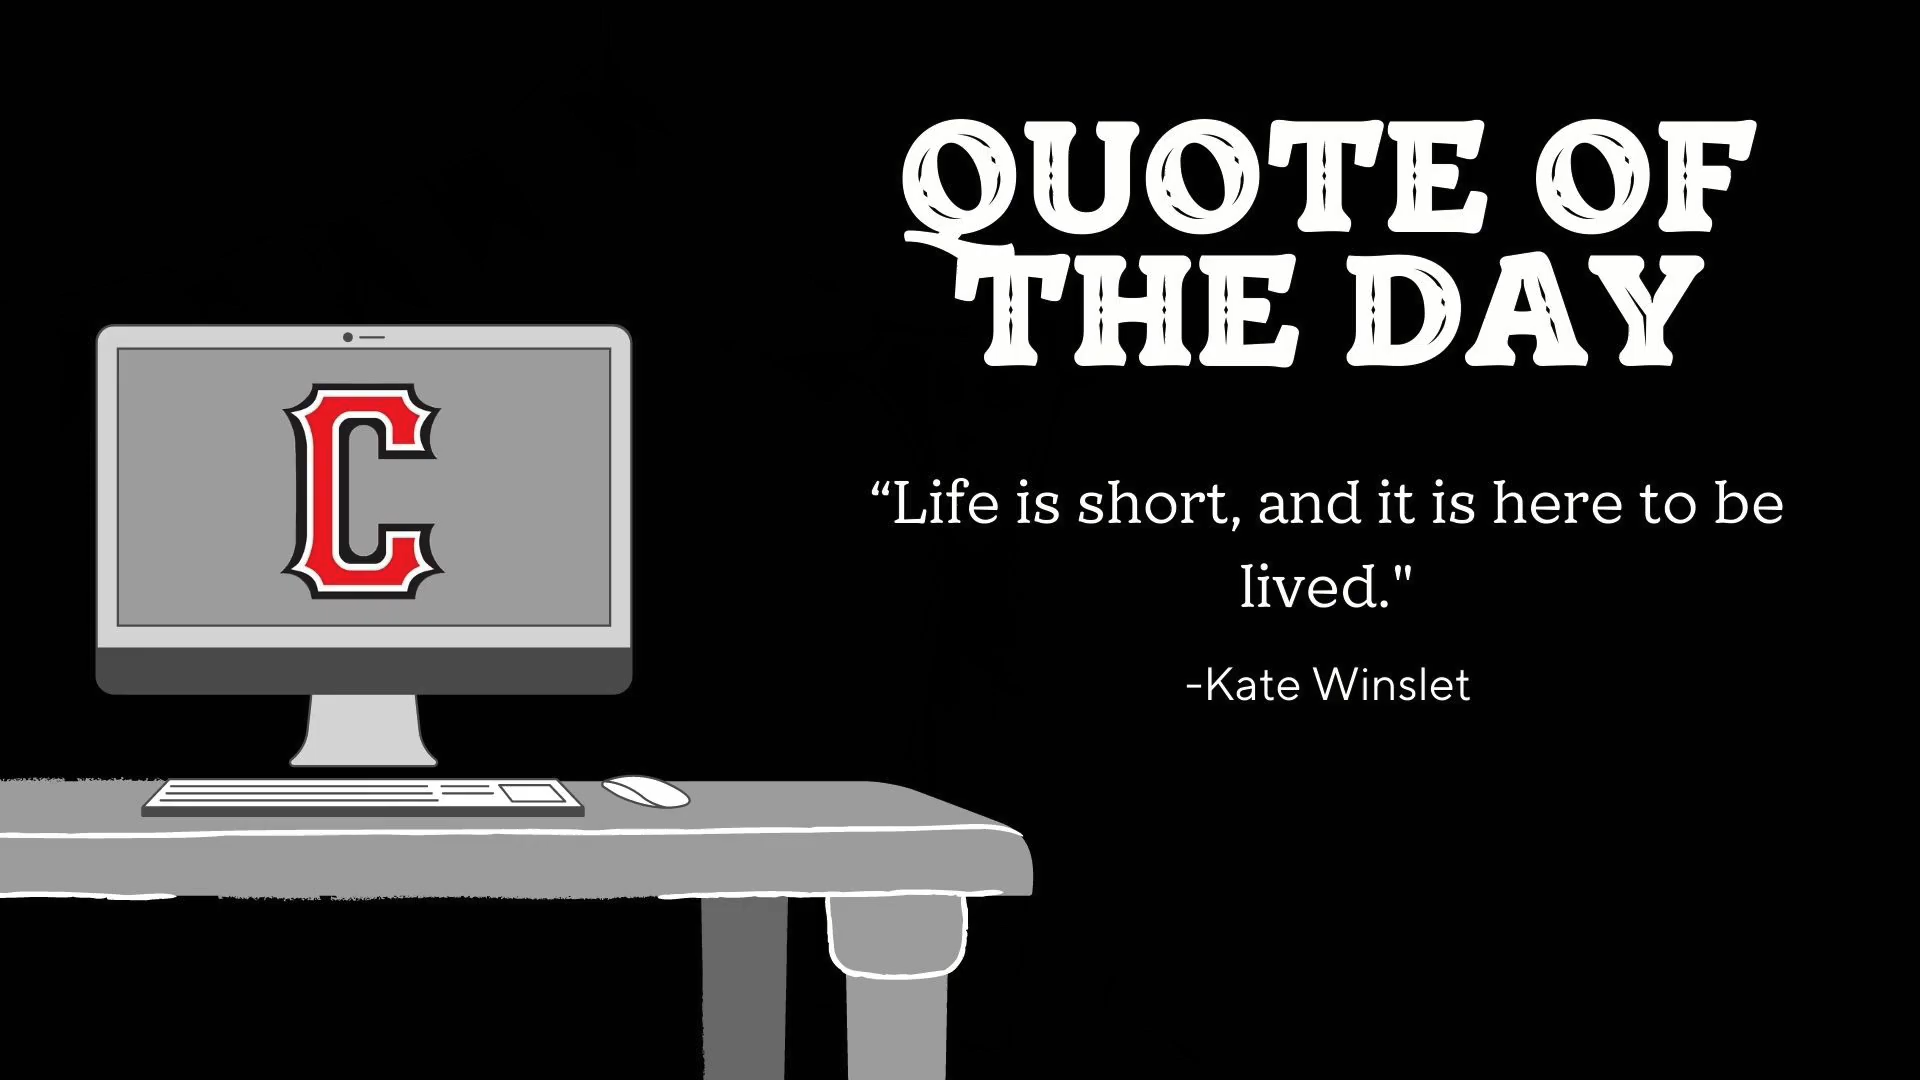 C
QUOTE OF
THE DAY
“Life is short, and it is here to be
lived."
-Kate Winslet